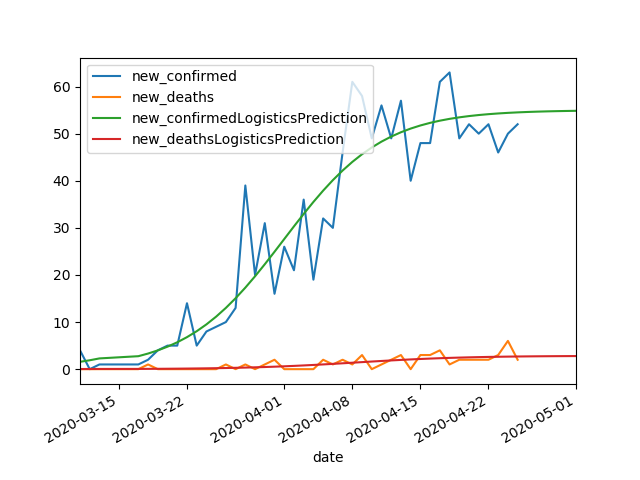 new_confirmed
new_deaths
new_confirmedLogisticsPrediction
new_deathsLogisticsPrediction
60
50
40
30
20
10
0
2020-03-15
2020-03-22
2020-04-01
2020-04-08
2020-04-15
2020-04-22
2020-05-01
date